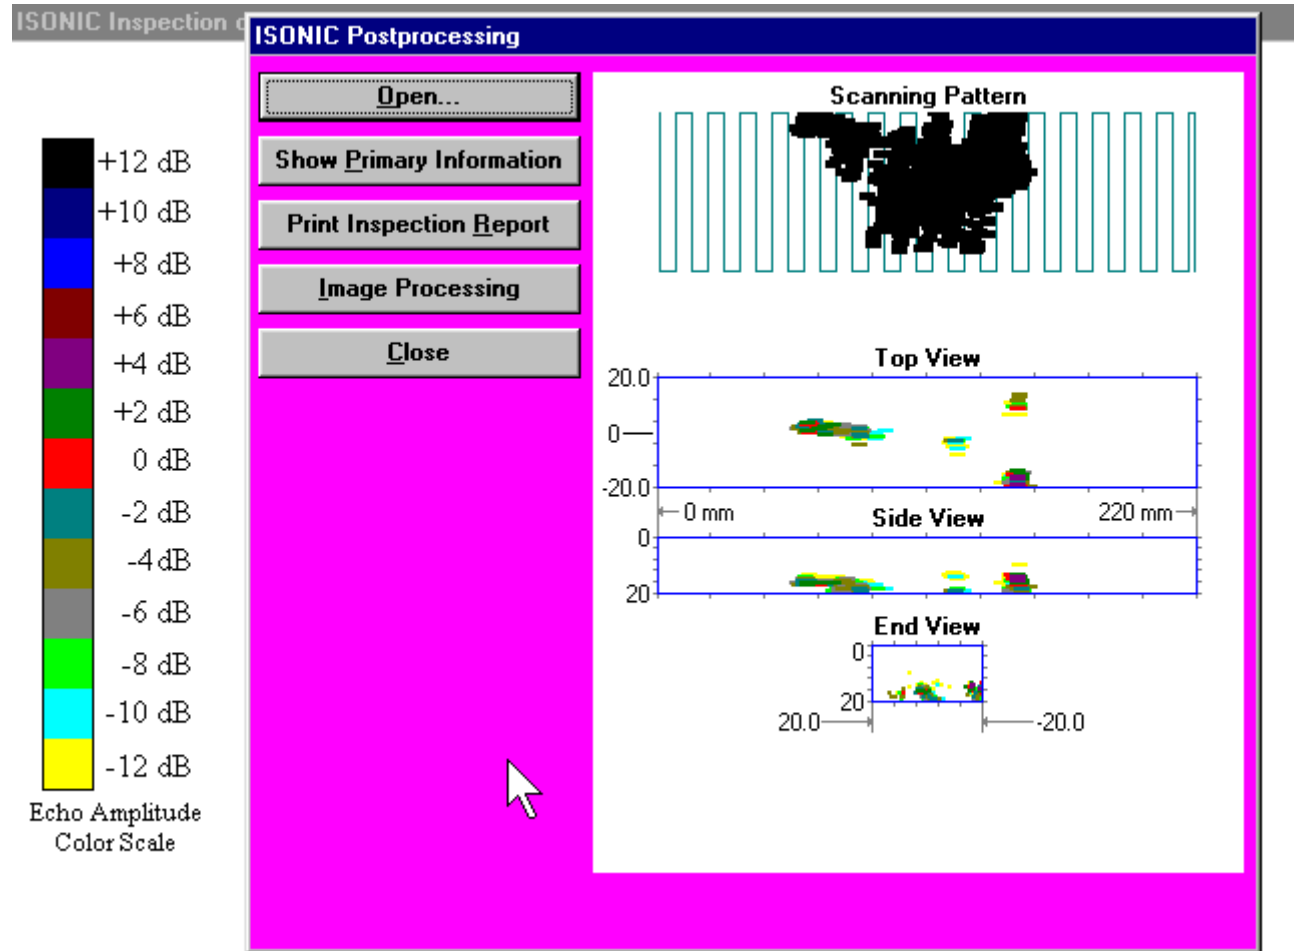 ISONIC Inspection
ISONIC Postprocessing
Open...
Show Primary Information
Print Inspection Report
Image Processing
Close
+12 dB
+10 dB
+8 dB
+6 dB
+4 dB
+2 dB
0 dB
-2 dB
-4dB
-6 dB
-8 dB
-10 dB
-12 dB
Echo Amplitude
Color Scale
Scanning Pattern
Top View
20.0
0
-20.0
0 mm
220 mm
Side View
0
20
End View
0
20
20.0
-20.0